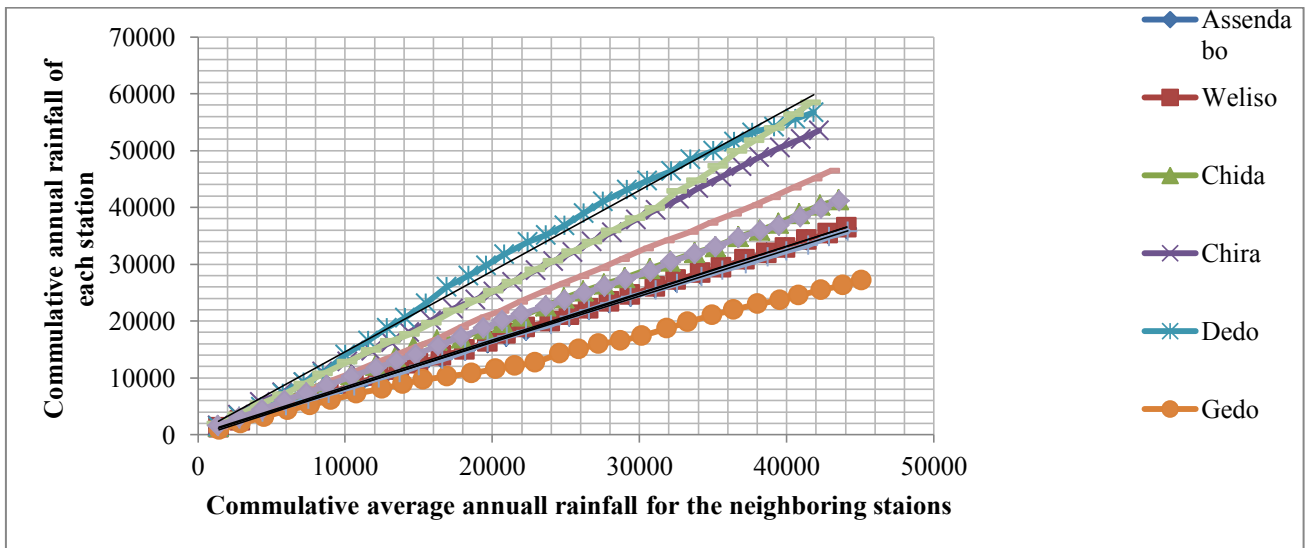 Commulative annual rainfall of
each station
70000
60000
50000
40000
30000
20000
10000
0
0 10000 20000 30000 40000 50000
Commulative average annuall rainfall for the neighboring staions
Assenda
bo
Weliso
Chida
Chira
Dedo
Gedo